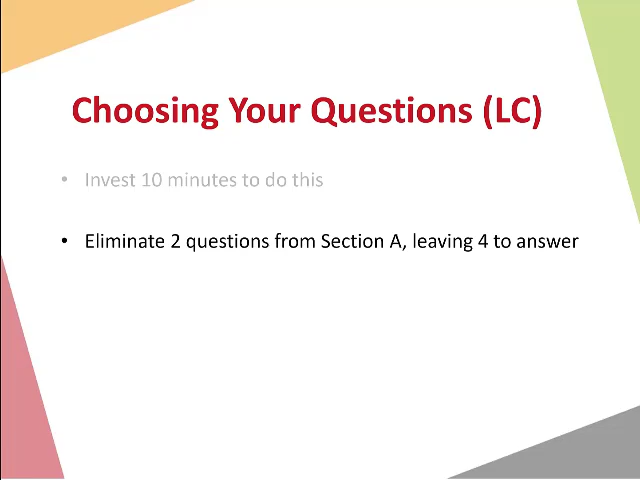 Choosing Your Questions (LC)
• Invest 10 minutes to do this
• Eliminate 2 questions from Section A, leaving 4 to answer